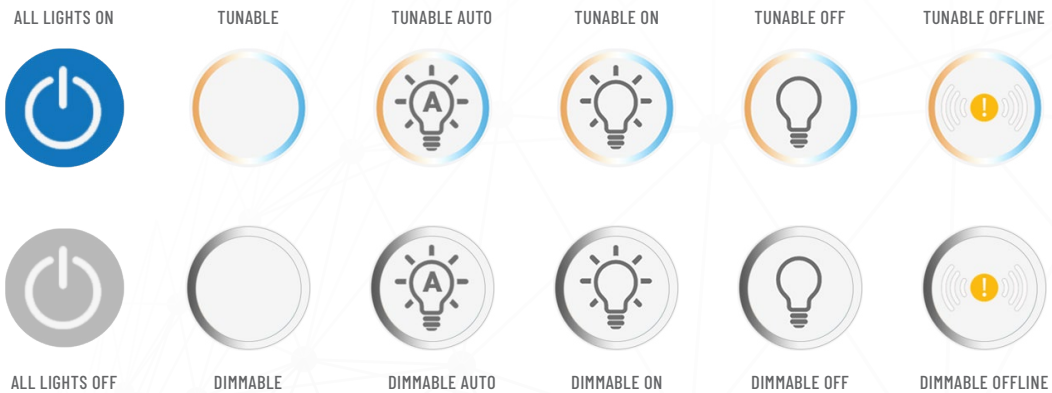 ALL LIGHTS ON
TUNABLE
TUNABLE AUTO
TUNABLE ON
TUNABLE OFF
TUNABLE OFFLINE
A
!
A
!
ALL LIGHTS OFF
DIMMABLE
DIMMABLE AUTO
DIMMABLE ON
DIMMABLE OFF
DIMMABLE OFFLINE